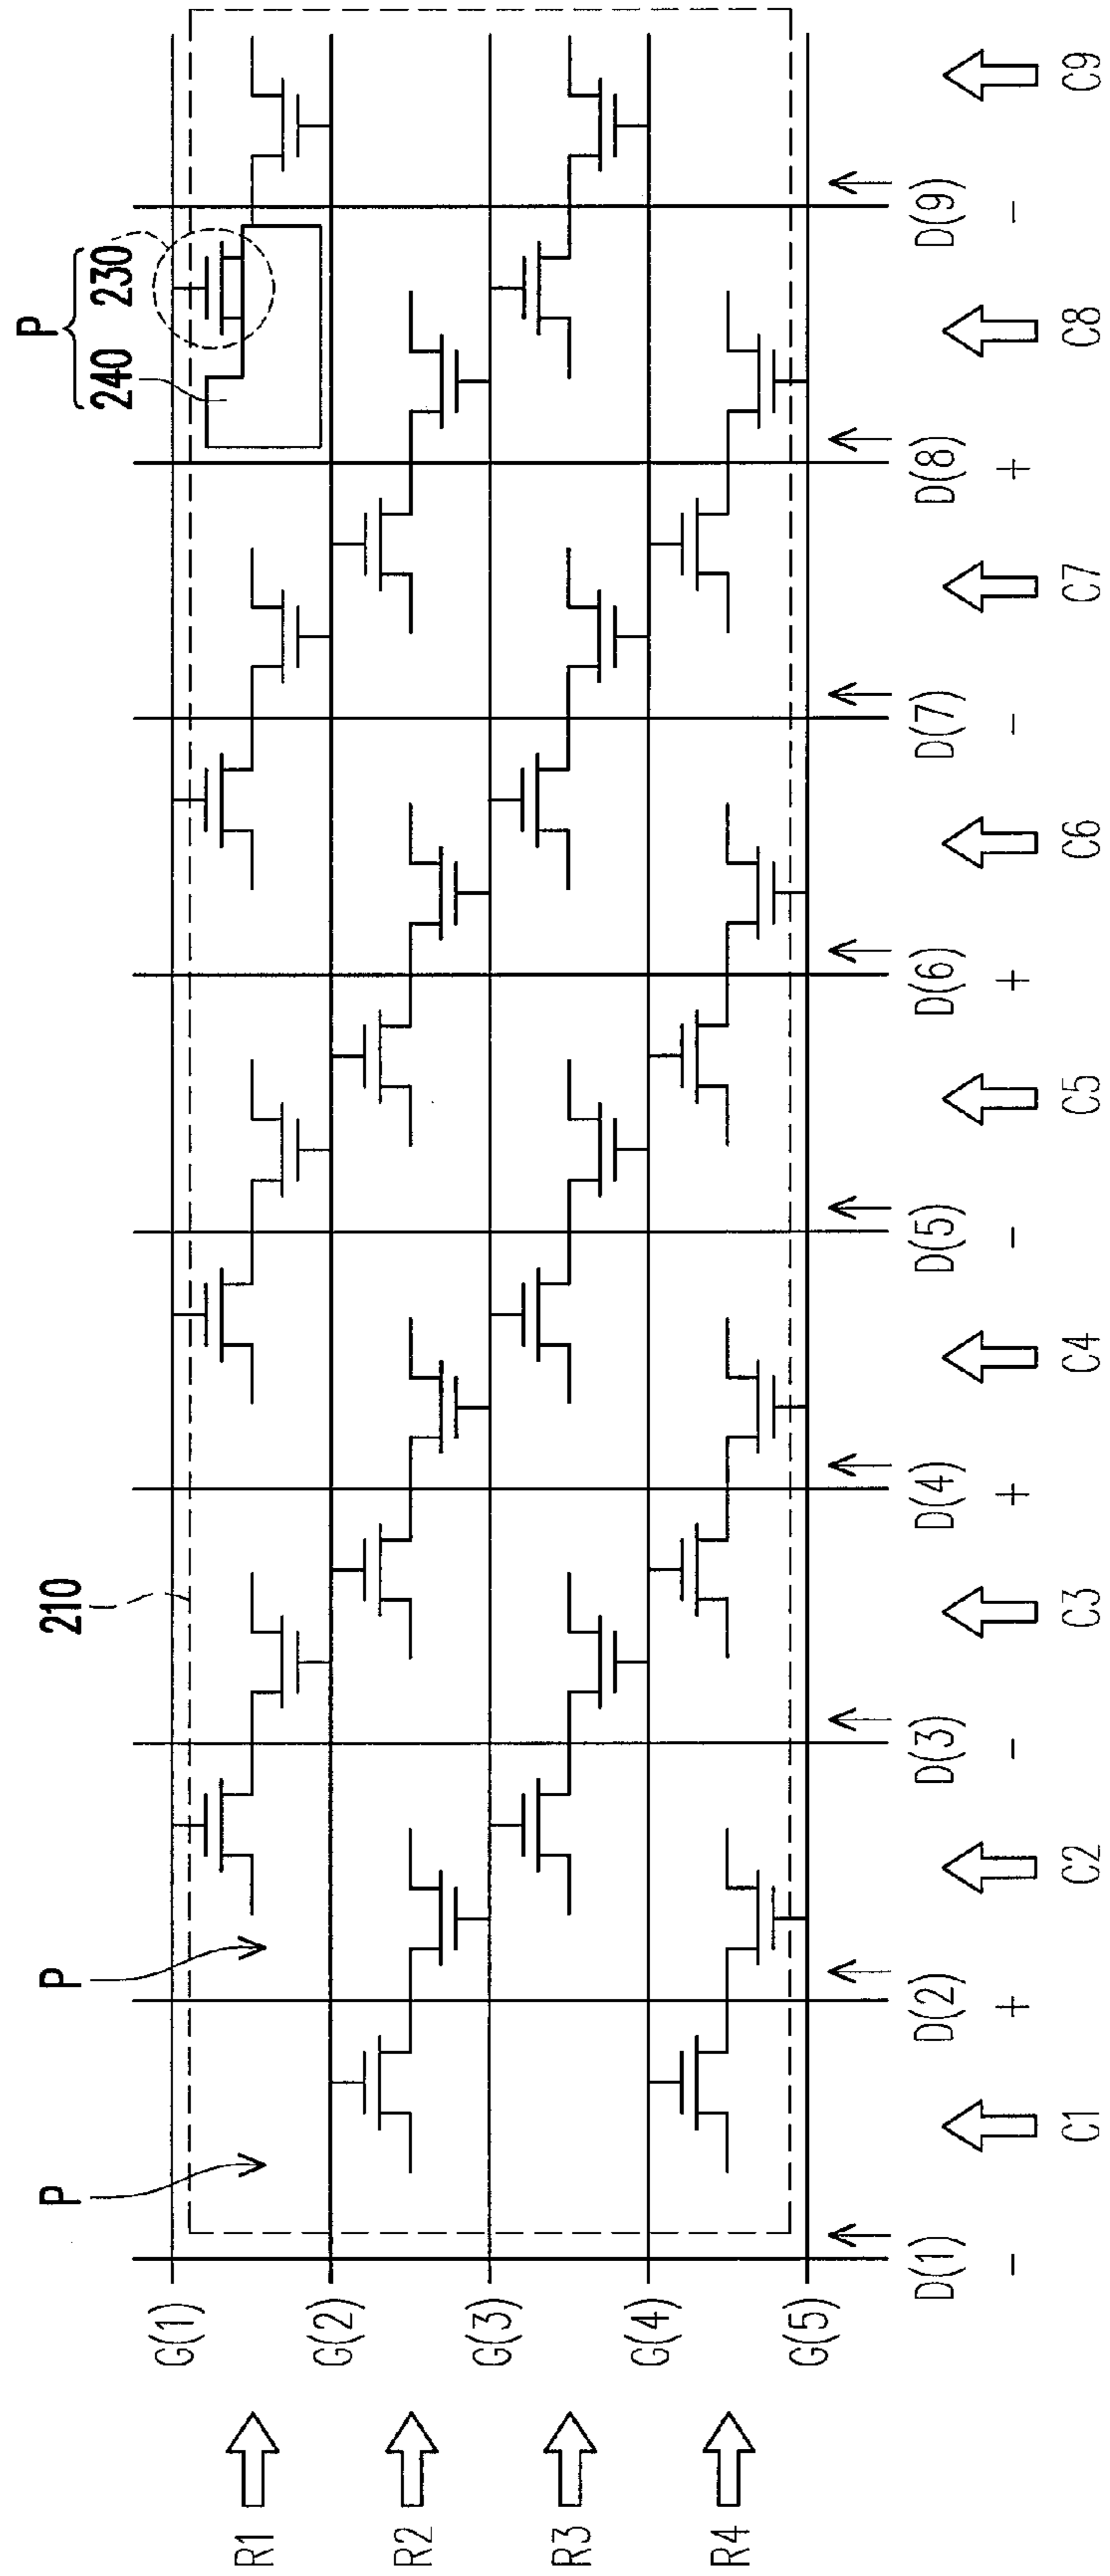 P
240 230
210
P
P
G(1)
G(2)
G(3)
G(4)
G(5)
R1
R2
R3
R4
D(1) D(2) D(3) D(4) D(5) D(6) D(7) D(8) D(9)
- + - + - + - + -
C1 C2 C3 C4 C5 C6 C7 C8 C9